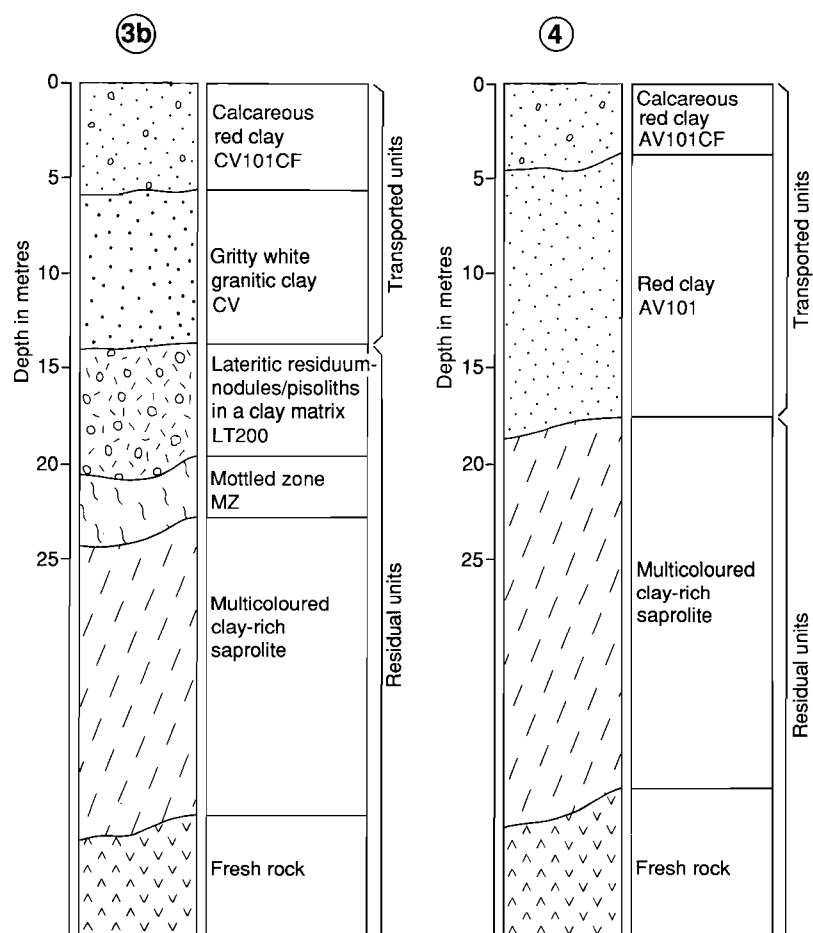 3b
0
5
10
15
20
25
Depth in metres
Calcareous
red clay
CV101CF
Gritty white
granitic clay
CV
Lateritic residuum-
nodules/pisoliths
in a clay matrix
LT200
Mottled zone
MZ
Multicoloured
clay-rich
saprolite
Fresh rock
Transported units
Residual units
4
0
5
10
15
20
25
Depth in metres
Calcareous
red clay
AV101CF
Red clay
AV101
Multicoloured
clay-rich
saprolite
Fresh rock
Transported units
Residual units